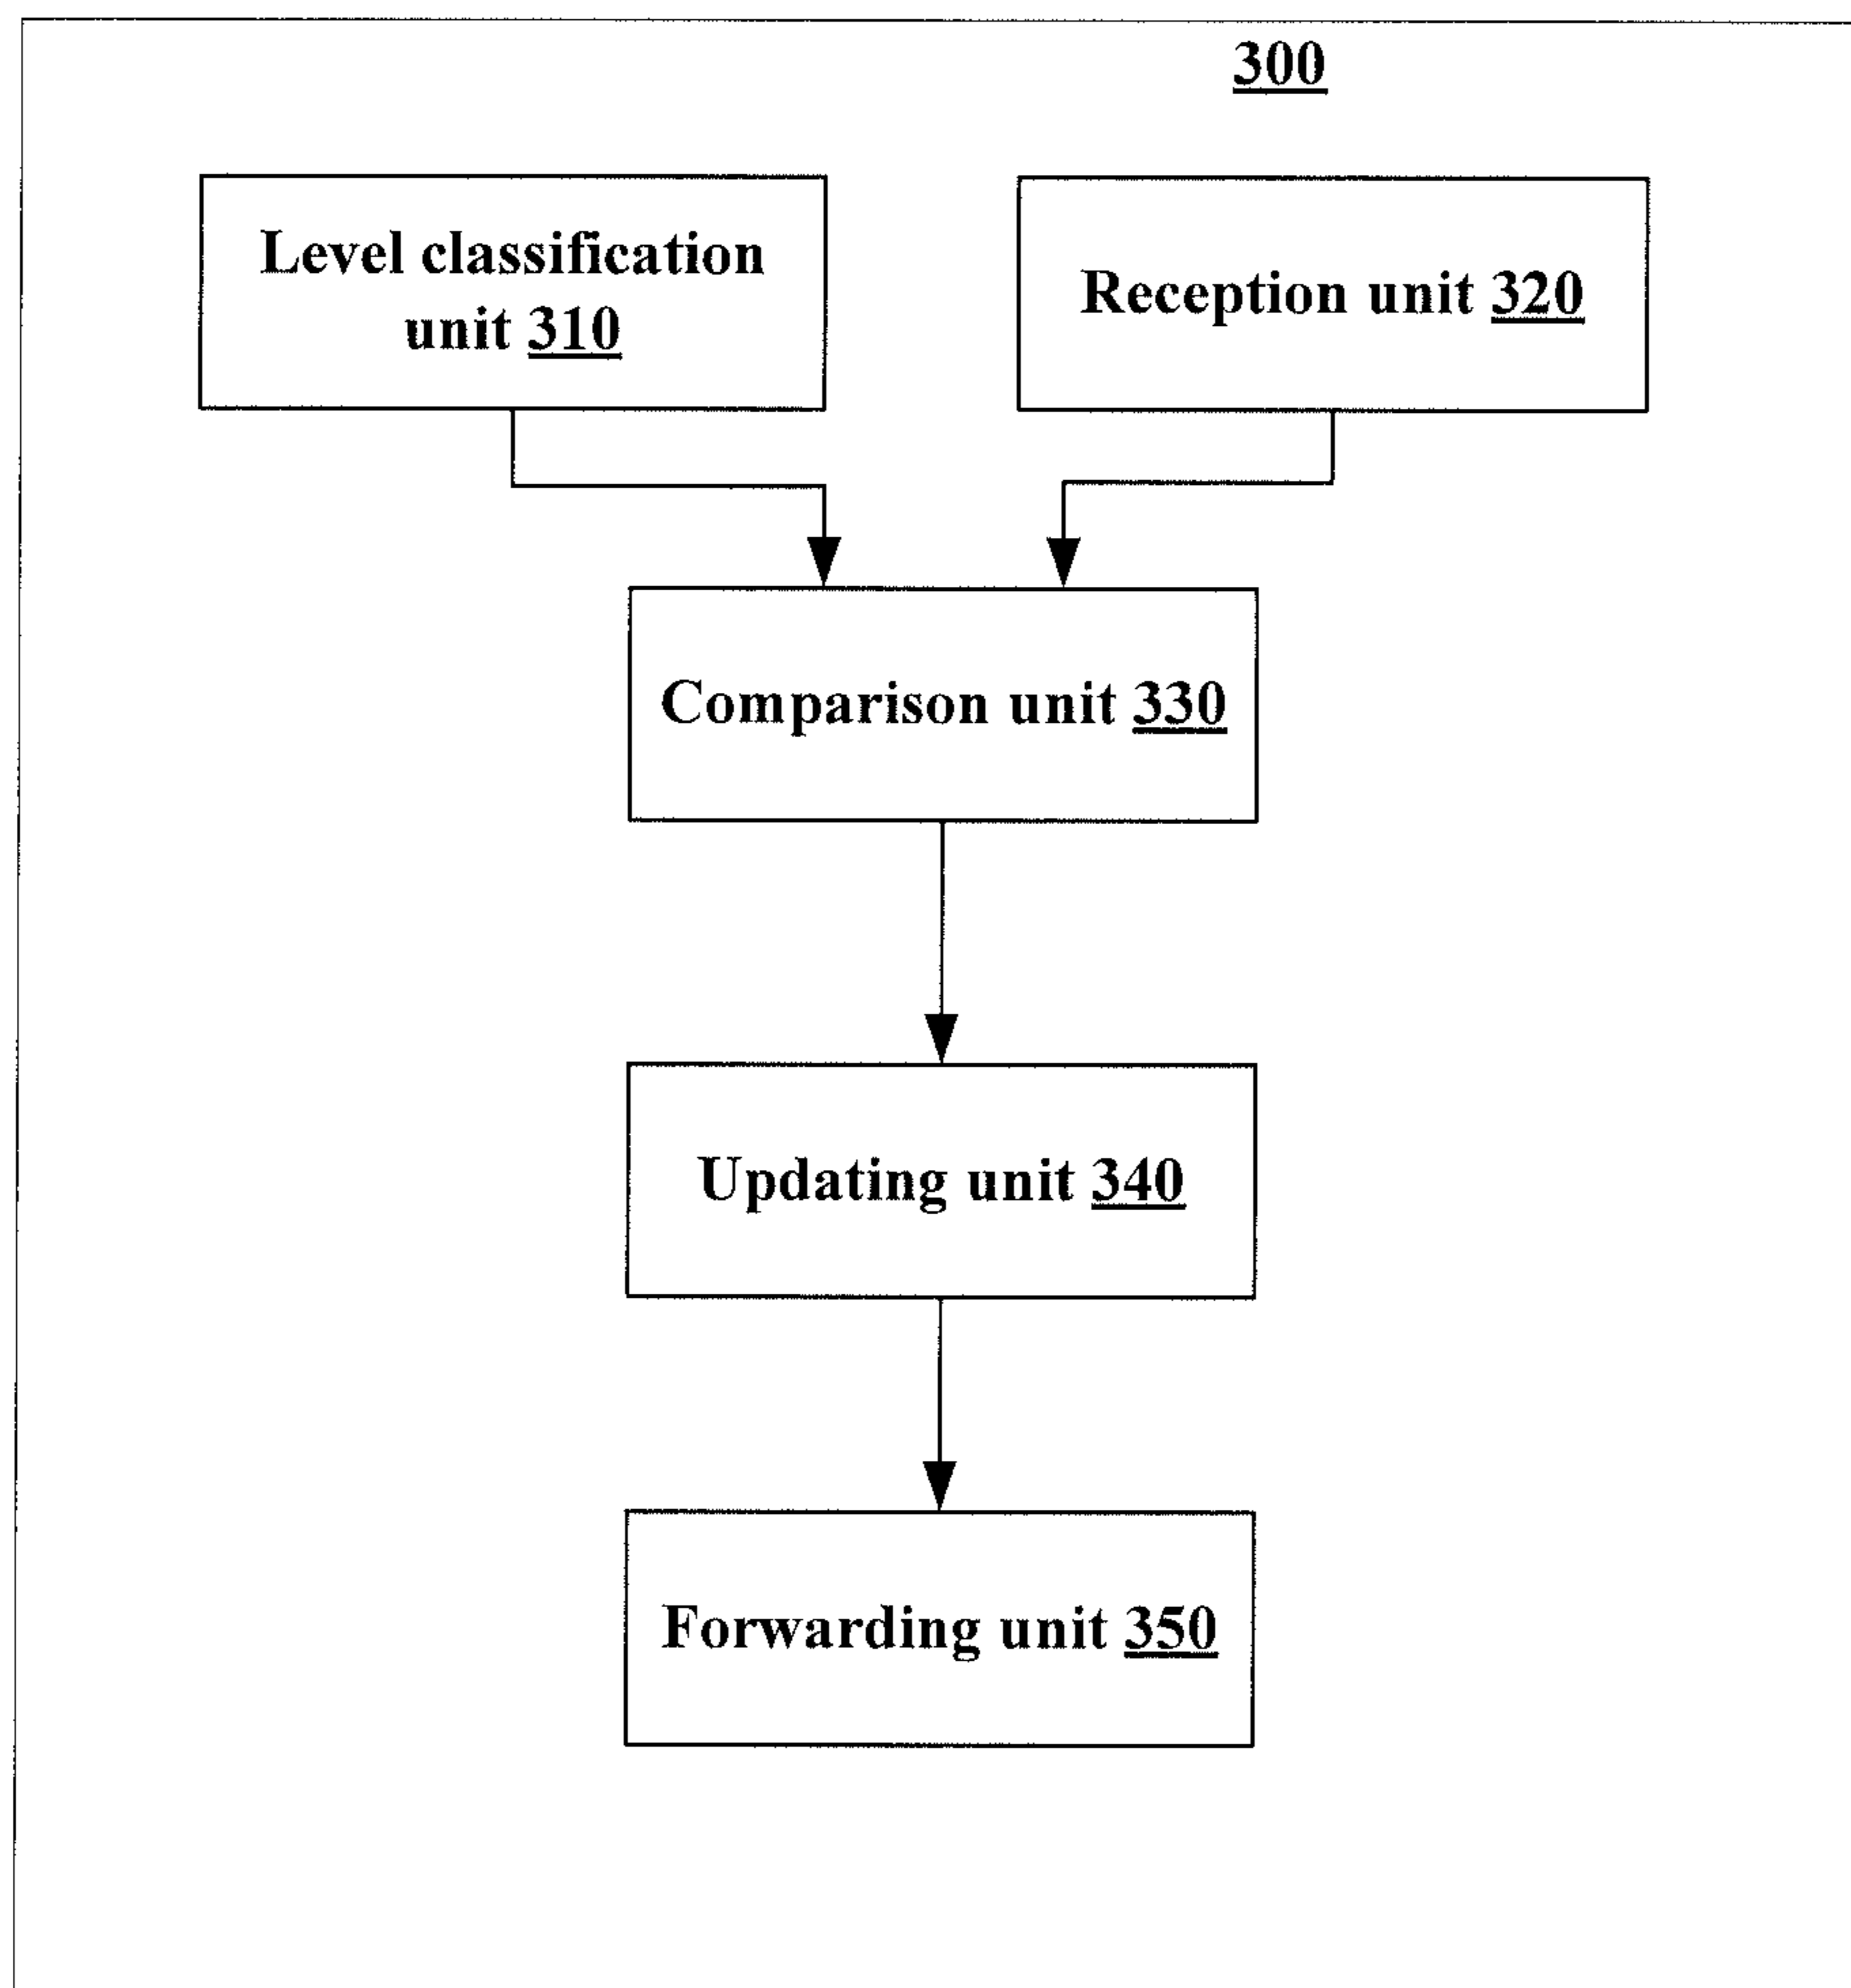 300
Level classification
unit 310
Reception unit 320
Comparison unit 330
Updating unit 340
Forwarding unit 350